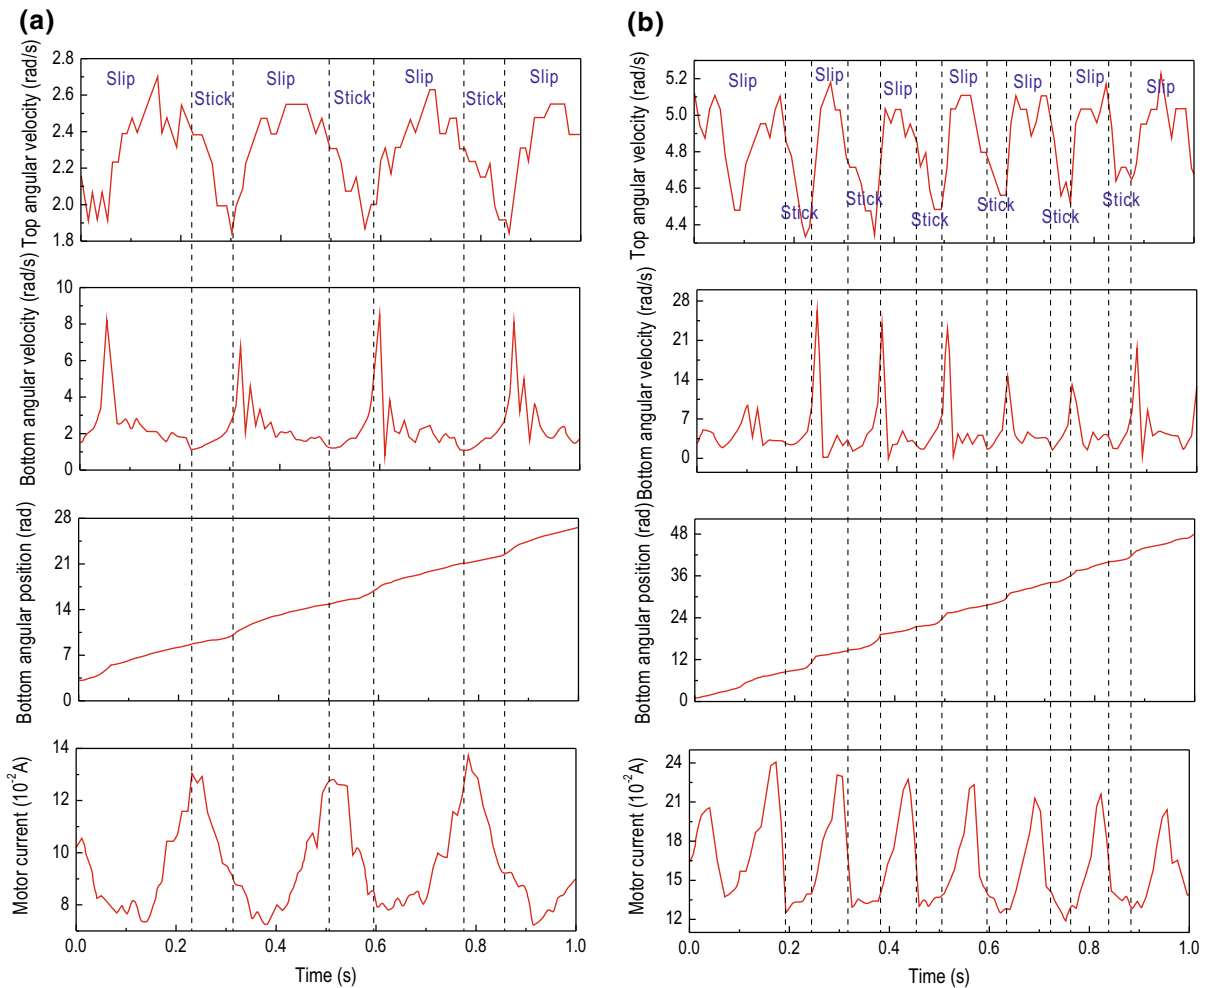 (a)
Top angular velocity (rad/s)
2.8
2.6
2.4
2.2
2.0
1.8
Slip
Stick
Slip
Stick
Slip
Stick
Slip
Bottom angular velocity (rad/s)
10
8
6
4
2
0
Bottom angular position (rad)
28
21
14
7
0
Motor current (10⁻²A)
14
12
10
8
0.0
0.2
0.4
0.6
0.8
1.0
Time (s)
(b)
Top angular velocity (rad/s)
5.2
5.0
4.8
4.6
4.4
Slip
Stick
Slip
Stick
Slip
Stick
Slip
Stick
Slip
Stick
Slip
Stick
Slip
Bottom angular velocity (rad/s)
28
21
14
7
0
Bottom angular position (rad)
48
36
24
12
0
Motor current (10⁻²A)
24
21
18
15
12
0.0
0.2
0.4
0.6
0.8
1.0
Time (s)